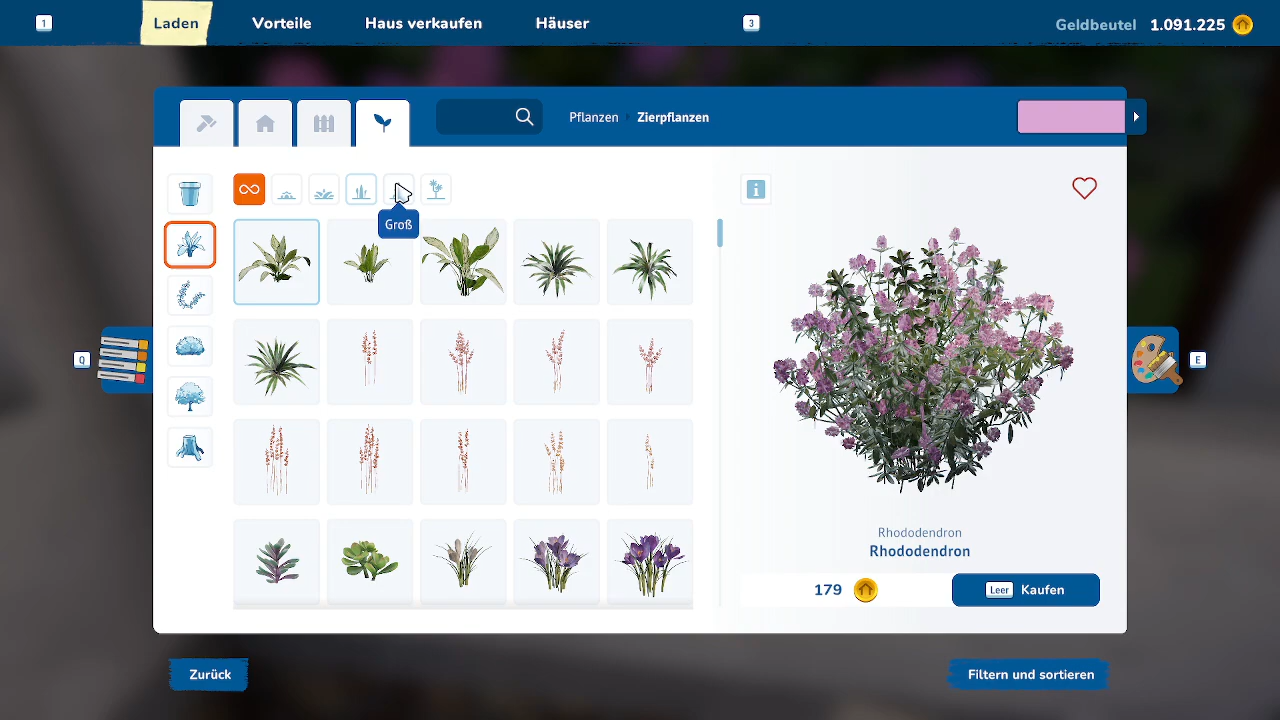 1 Laden Vorteile Haus verkaufen Häuser 3 Geldbeutel 1.091.225
Pflanzen Zierpflanzen
Groß
Q
E
Rhododendron
Rhododendron
179 Leer Kaufen
Zurück Filtern und sortieren